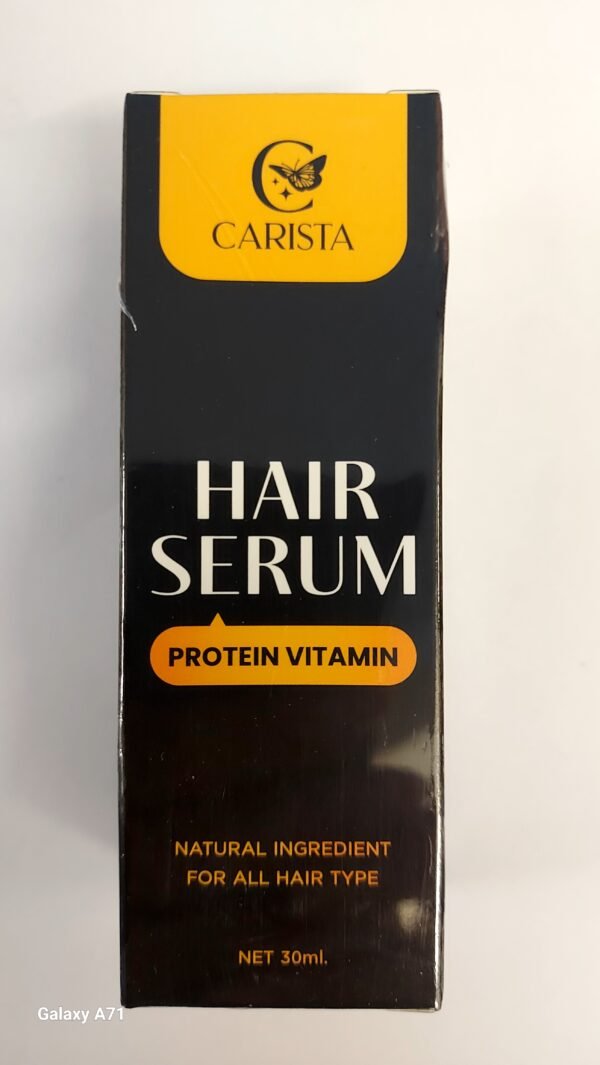 CARISTA
HAIR
SERUM
PROTEIN VITAMIN
NATURAL INGREDIENT
FOR ALL HAIR TYPE
NET 30ml.
Galaxy A71